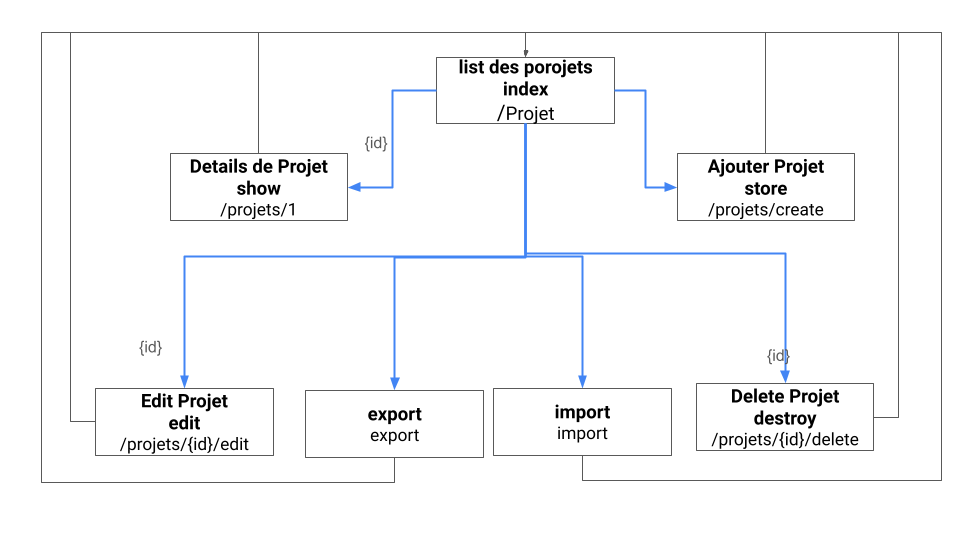 list des porojets
index
/Projet
{id}
Details de Projet
show
/projets/1
Ajouter Projet
store
/projets/create
{id}
{id}
Edit Projet
edit
/projets/{id}/edit
export
export
import
import
Delete Projet
destroy
/projets/{id}/delete